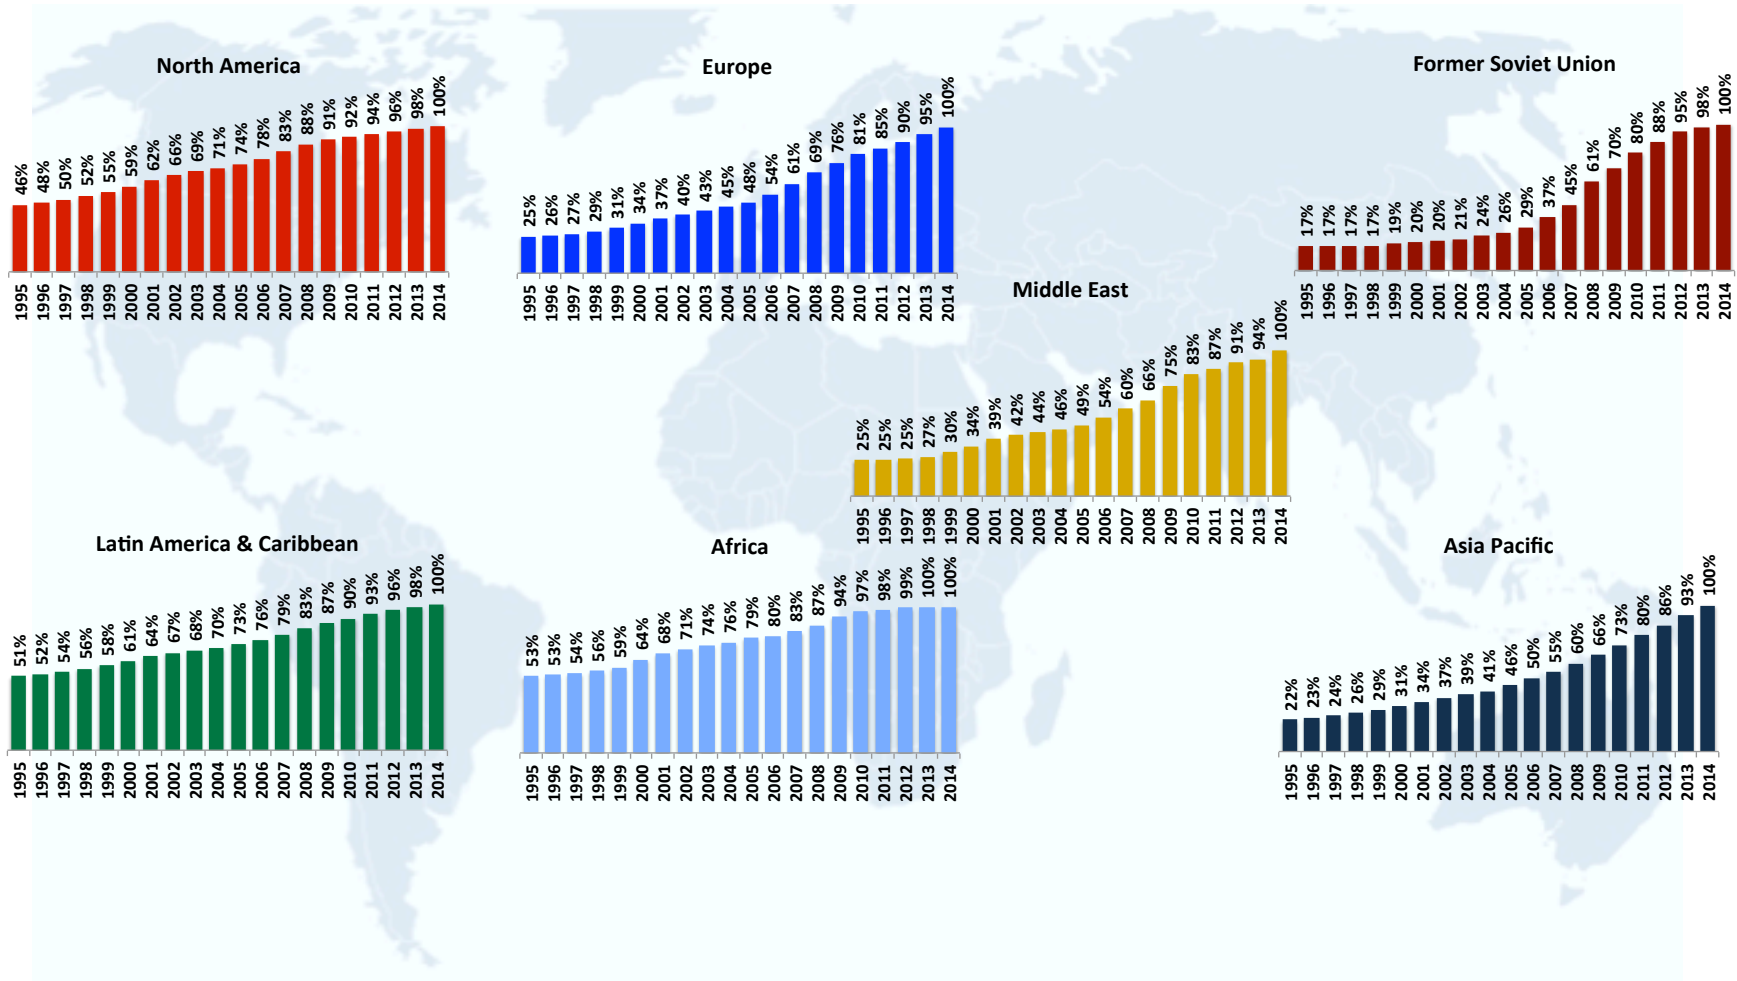 North America
46% 48% 50% 52% 55% 59% 62% 66% 69% 71% 74% 78% 83% 88% 91% 92% 94% 96% 98% 100%
1995 1996 1997 1998 1999 2000 2001 2002 2003 2004 2005 2006 2007 2008 2009 2010 2011 2012 2013 2014
Europe
25% 26% 27% 29% 31% 34% 37% 40% 43% 45% 48% 54% 61% 69% 76% 81% 85% 90% 95% 100%
1995 1996 1997 1998 1999 2000 2001 2002 2003 2004 2005 2006 2007 2008 2009 2010 2011 2012 2013 2014
Former Soviet Union
17% 17% 17% 17% 19% 20% 20% 21% 24% 26% 29% 37% 45% 61% 70% 80% 88% 95% 98% 100%
1995 1996 1997 1998 1999 2000 2001 2002 2003 2004 2005 2006 2007 2008 2009 2010 2011 2012 2013 2014
Middle East
25% 25% 25% 27% 30% 34% 39% 42% 44% 46% 49% 54% 60% 66% 75% 83% 87% 91% 94% 100%
1995 1996 1997 1998 1999 2000 2001 2002 2003 2004 2005 2006 2007 2008 2009 2010 2011 2012 2013 2014
Latin America & Caribbean
51% 52% 54% 56% 58% 61% 64% 67% 68% 70% 73% 76% 79% 83% 87% 90% 93% 96% 98% 100%
1995 1996 1997 1998 1999 2000 2001 2002 2003 2004 2005 2006 2007 2008 2009 2010 2011 2012 2013 2014
Africa
53% 53% 54% 56% 59% 64% 68% 71% 74% 76% 79% 80% 83% 87% 94% 97% 98% 99% 100% 100%
1995 1996 1997 1998 1999 2000 2001 2002 2003 2004 2005 2006 2007 2008 2009 2010 2011 2012 2013 2014
Asia Pacific
22% 23% 24% 26% 29% 31% 34% 37% 39% 41% 46% 50% 55% 60% 66% 73% 80% 86% 93% 100%
1995 1996 1997 1998 1999 2000 2001 2002 2003 2004 2005 2006 2007 2008 2009 2010 2011 2012 2013 2014